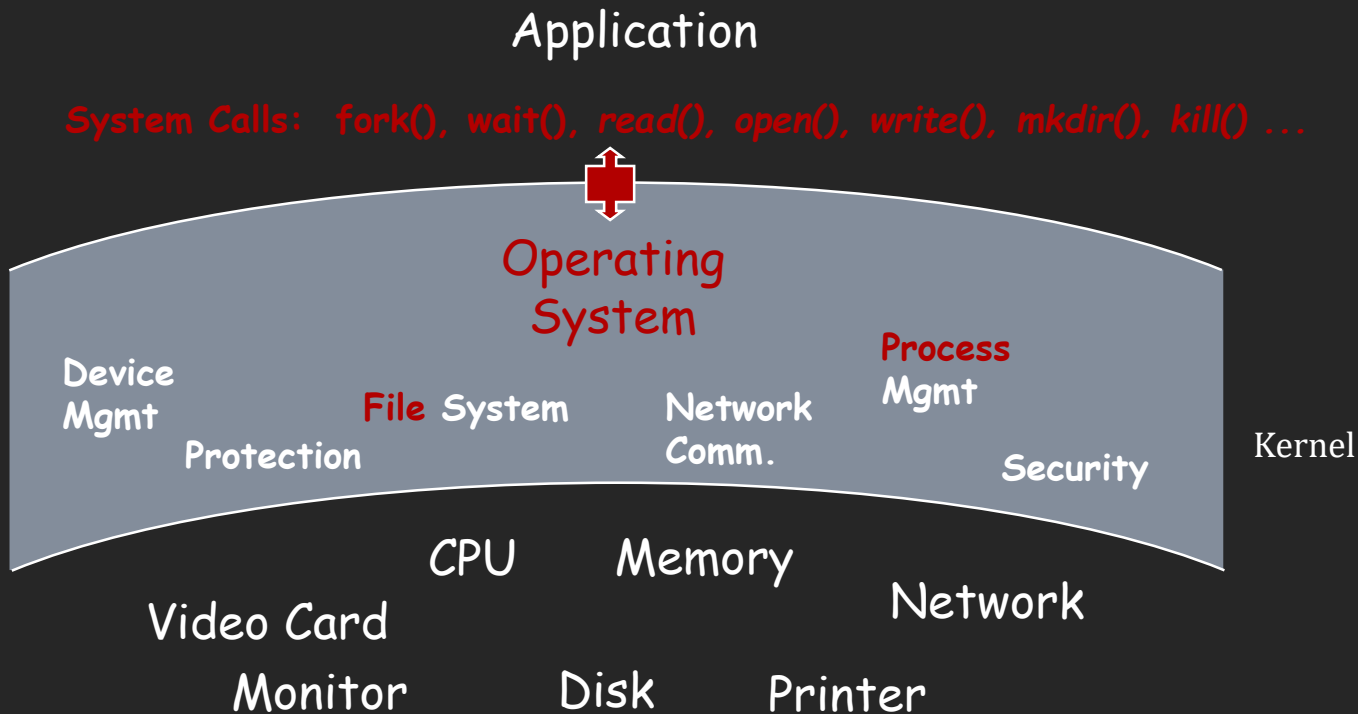 Application
System Calls: fork(), wait(), read(), open(), write(), mkdir(), kill() ...
Operating
System
Device
Mgmt
Protection
File System
Network
Comm.
Process
Mgmt
Security
Kernel
CPU
Memory
Video Card
Network
Monitor
Disk
Printer